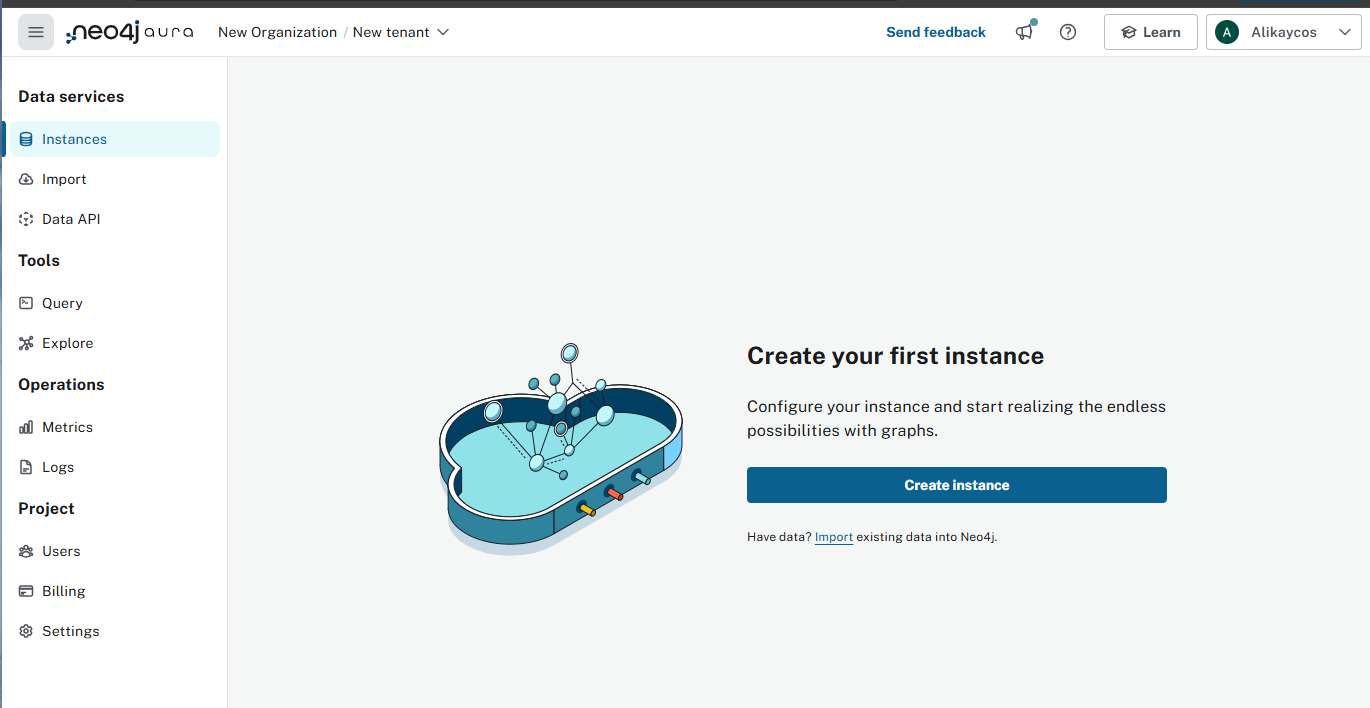 neo4j aura New Organization / New tenant Send feedback Learn A Alikaycos
Data services
Instances
Import
Data API
Tools
Query
Explore
Operations
Metrics
Logs
Project
Users
Billing
Settings
Create your first instance
Configure your instance and start realizing the endless
possibilities with graphs.
Create instance
Have data? Import existing data into Neo4j.